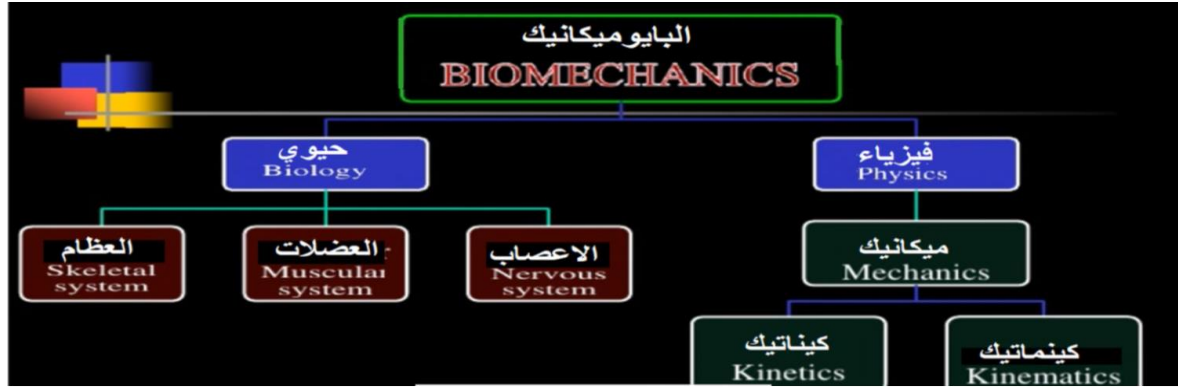 البايوميكانيك
BIOMECHANICS
حيوي
Biology
فيزياء
Physics
العظام
Skeletal
system
العضلات
Muscular
system
الاعصاب
Nervous
system
ميكانيك
Mechanics
كيناتيك
Kinetics
كينماتيك
Kinematics